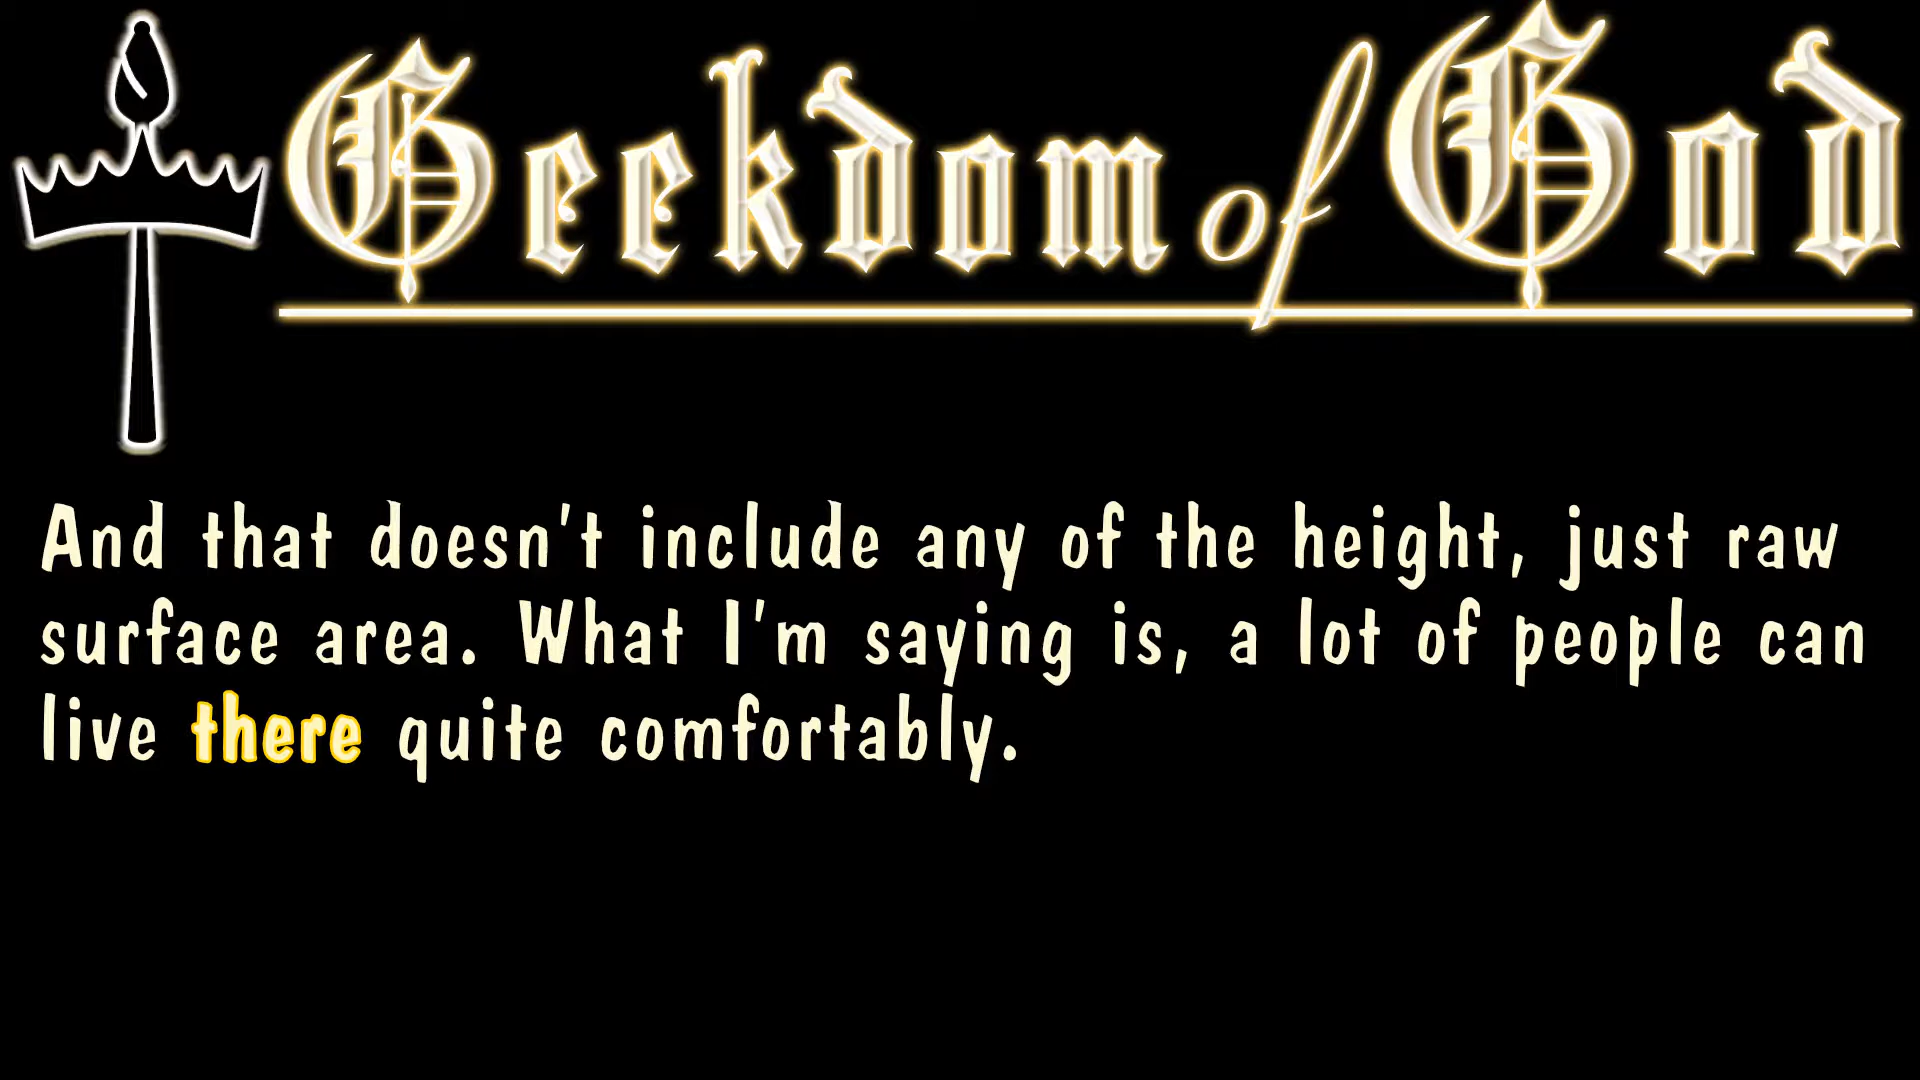 Geekdom of God
And that doesn't include any of the height, just raw
surface area. What I'm saying is, a lot of people can
live there quite comfortably.